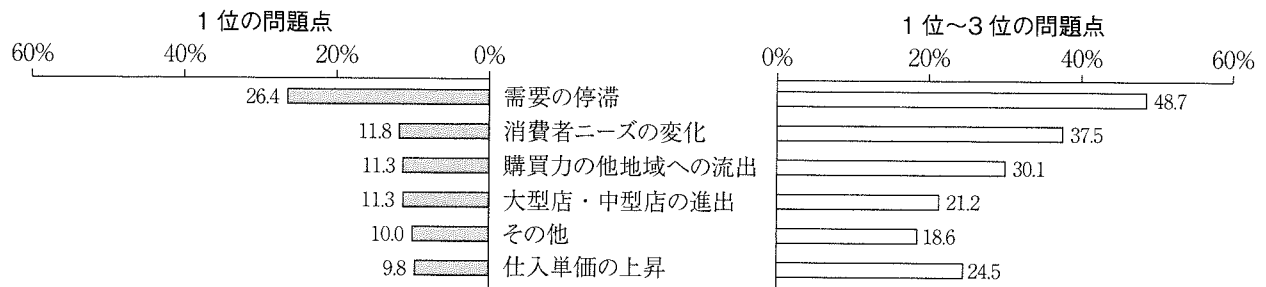 1位の問題点
60% 40% 20% 0%
26.4 需要の停滞
11.8 消費者ニーズの変化
11.3 購買力の他地域への流出
11.3 大型店・中型店の進出
10.0 その他
9.8 仕入単価の上昇
1位～3位の問題点
0% 20% 40% 60%
48.7
37.5
30.1
21.2
18.6
24.5